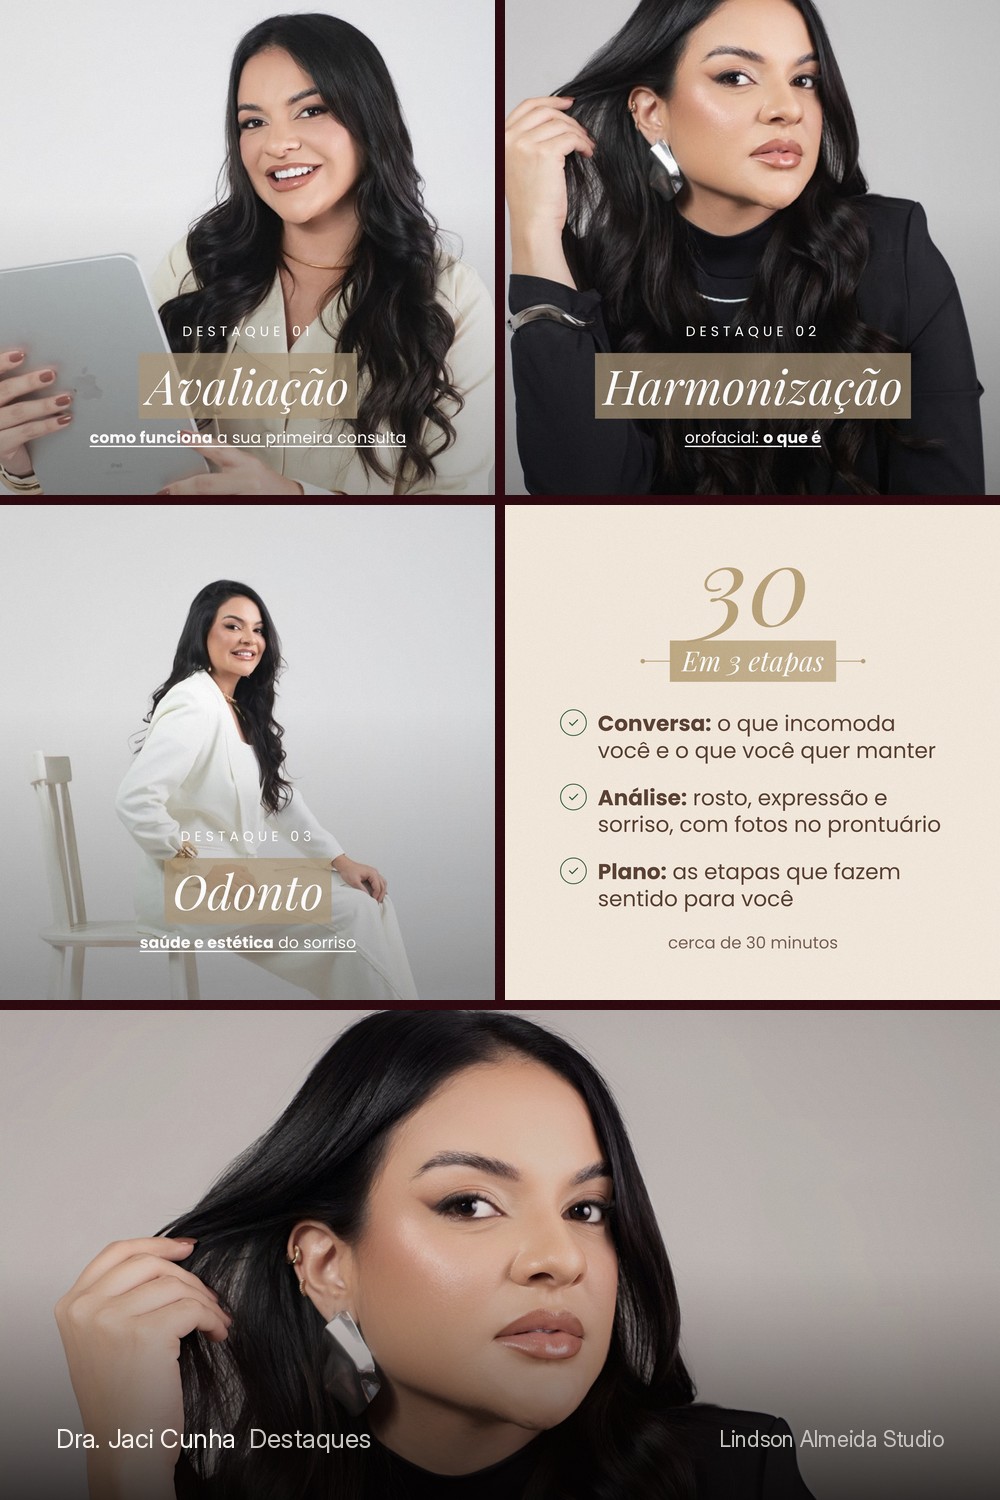 DESTAQUE 01
Avaliação
como funciona a sua primeira consulta
DESTAQUE 02
Harmonização
orofacial: o que é
DESTAQUE 03
Odonto
saúde e estética do sorriso
30
Em 3 etapas
Conversa: o que incomoda
você e o que você quer manter
Análise: rosto, expressão e
sorriso, com fotos no prontuário
Plano: as etapas que fazem
sentido para você
cerca de 30 minutos
Dra. Jaci Cunha Destaques
Lindson Almeida Studio